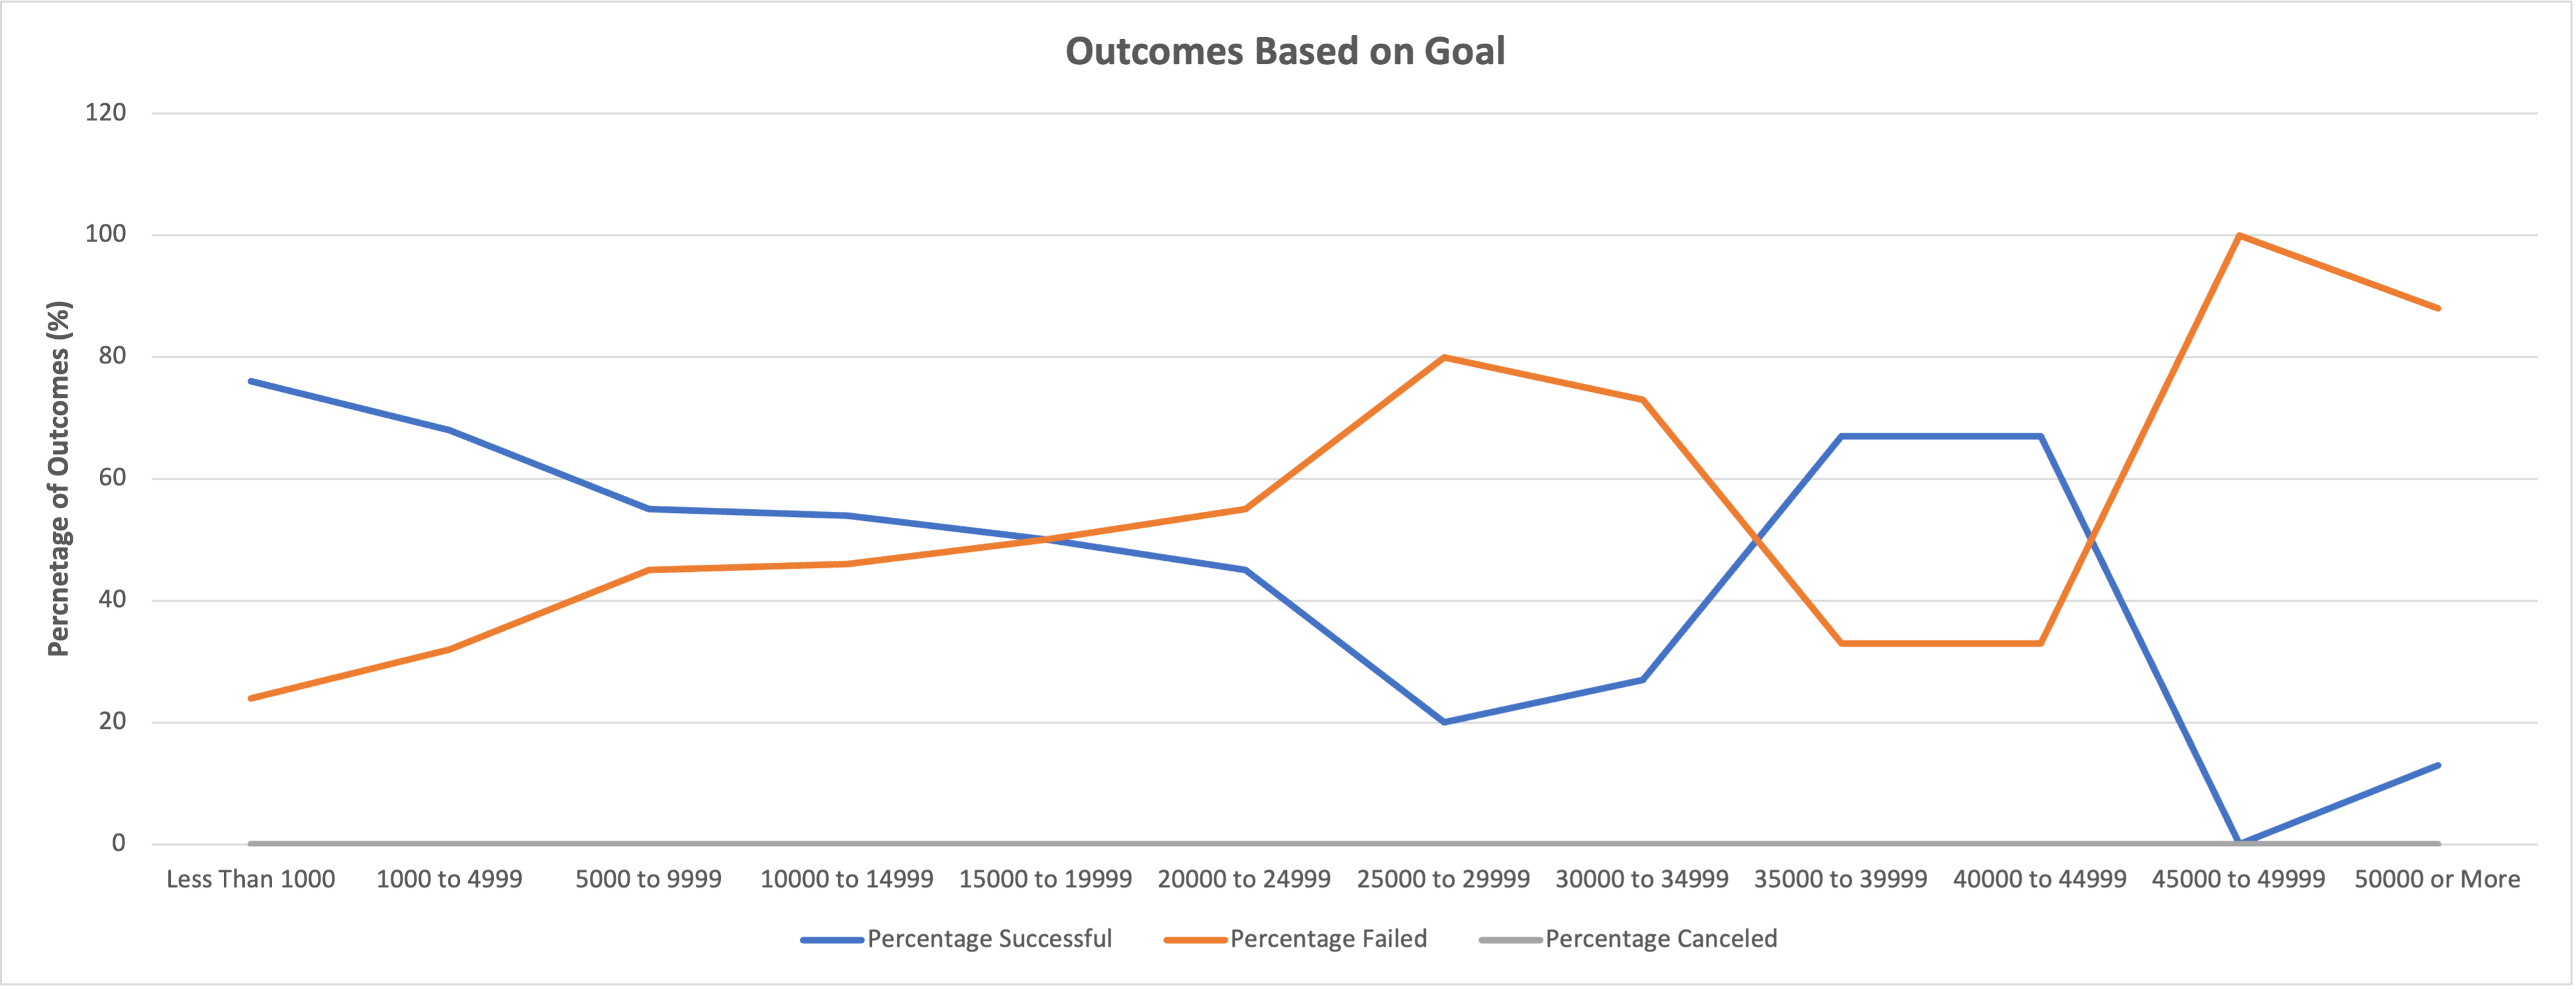 Outcomes Based on Goal
120
100
80
60
40
20
0
Percnetage of Outcomes (%)
Less Than 1000 1000 to 4999 5000 to 9999 10000 to 14999 15000 to 19999 20000 to 24999 25000 to 29999 30000 to 34999 35000 to 39999 40000 to 44999 45000 to 49999 50000 or More
Percentage Successful Percentage Failed Percentage Canceled